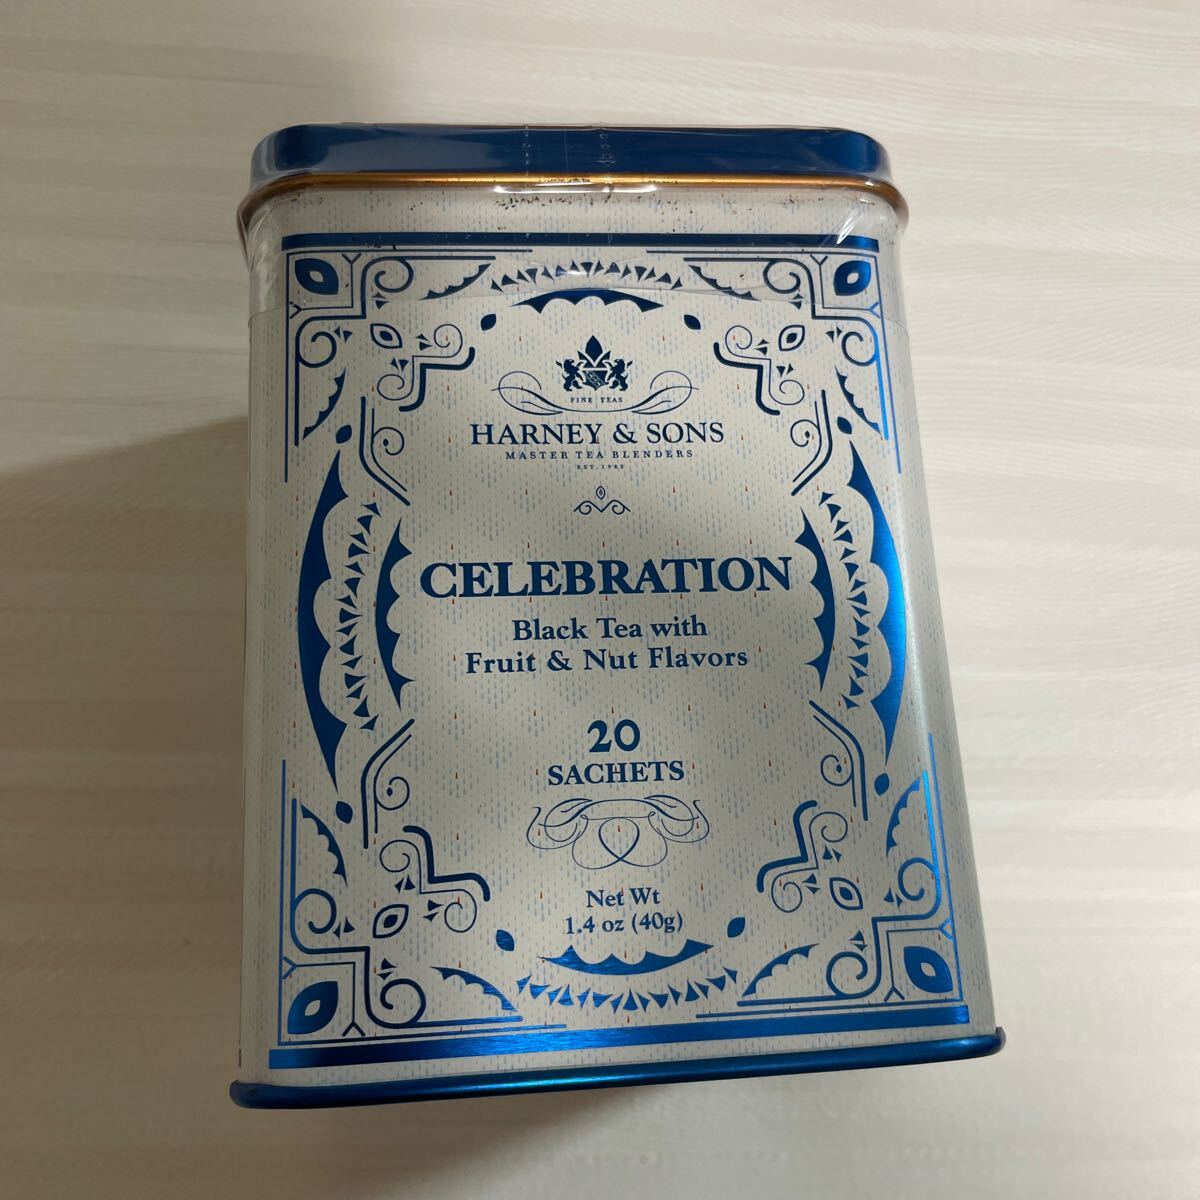 FINE TEAS
HARNEY & SONS
MASTER TEA BLENDERS
EST. 1983
CELEBRATION
Black Tea with
Fruit & Nut Flavors
20
SACHETS
Net Wt
1.4 oz (40g)